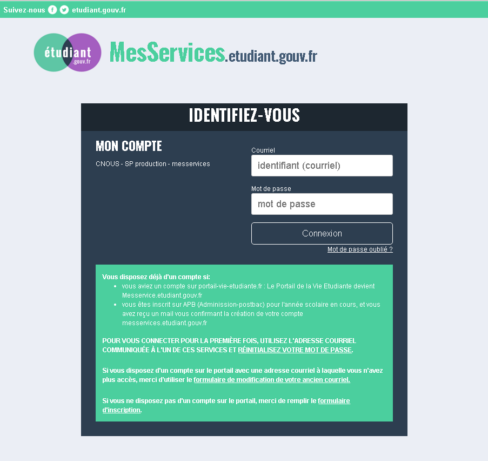 Suivez-nous etudiant.gouv.fr
étudiant
.gouv.fr
MesServices.etudiant.gouv.fr
IDENTIFIEZ-VOUS
MON COMPTE
CNOUS - SP production - messervices
Courriel
identifiant (courriel)
Mot de passe
mot de passe
Connexion
Mot de passe oublié ?
Vous disposez déjà d'un compte si:
vous aviez un compte sur portail-vie-etudiante.fr : Le Portail de la Vie Etudiante devient
Messervice.etudiant.gouv.fr
vous êtes inscrit sur APB (Adminission-postbac) pour l'année scolaire en cours, et vous
avez reçu un mail vous confirmant la création de votre compte
messervices.etudiant.gouv.fr
POUR VOUS CONNECTER POUR LA PREMIÈRE FOIS, UTILISEZ L'ADRESSE COURRIEL
COMMUNIQUÉE À L'UN DE CES SERVICES ET RÉINITIALISEZ VOTRE MOT DE PASSE.
Si vous disposez d'un compte sur le portail avec une adresse courriel à laquelle vous n'avez
plus accès, merci d'utiliser le formulaire de modification de votre ancien courriel.
Si vous ne disposez pas d'un compte sur le portail, merci de remplir le formulaire
d'inscription.